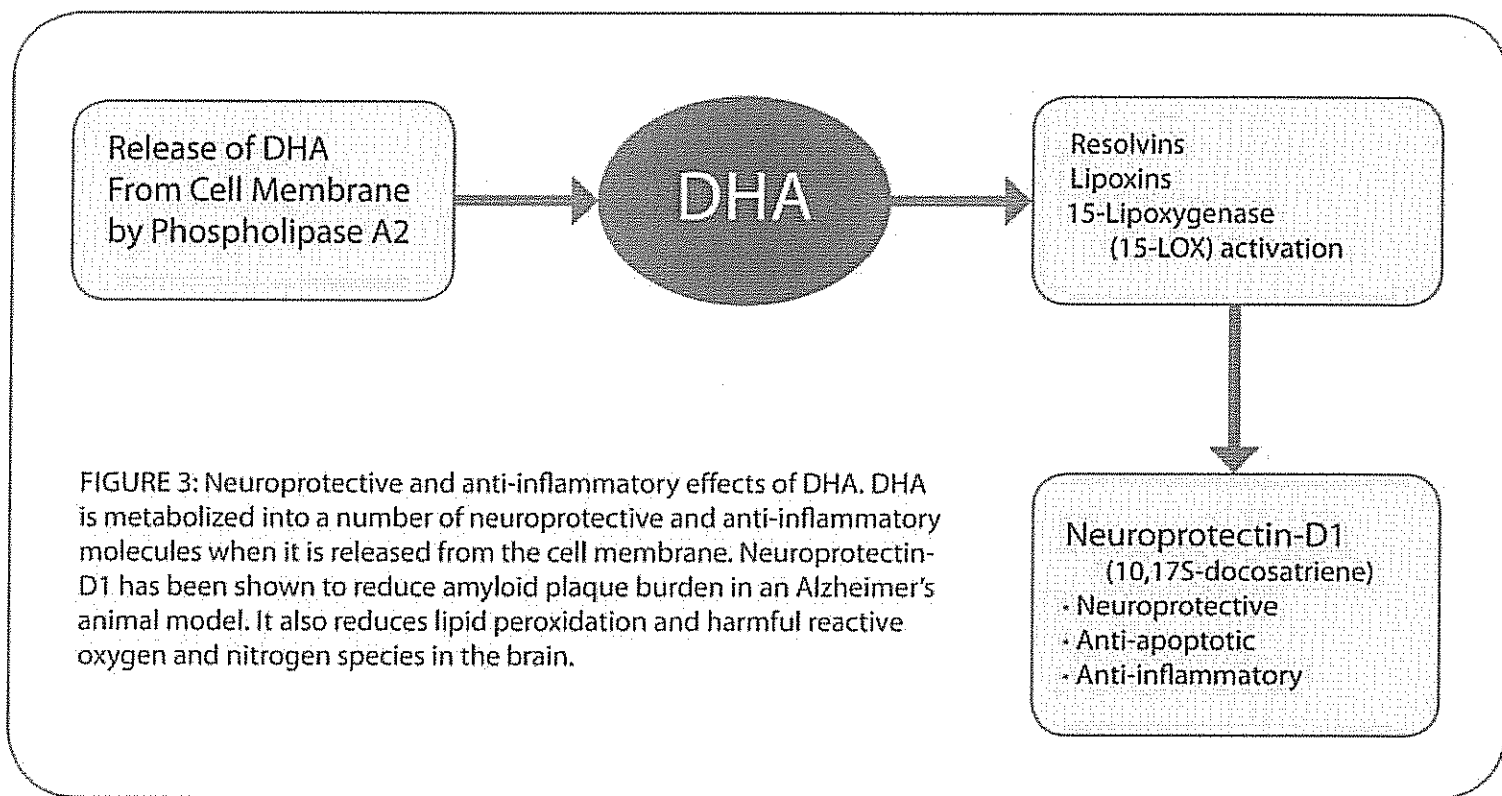 Release of DHA
From Cell Membrane
by Phospholipase A2
DHA
Resolvins
Lipoxins
15-Lipoxygenase
(15-LOX) activation
Neuroprotectin-D1
(10,17S-docosatriene)
· Neuroprotective
· Anti-apoptotic
· Anti-inflammatory
FIGURE 3: Neuroprotective and anti-inflammatory effects of DHA. DHA
is metabolized into a number of neuroprotective and anti-inflammatory
molecules when it is released from the cell membrane. Neuroprotectin-
D1 has been shown to reduce amyloid plaque burden in an Alzheimer's
animal model. It also reduces lipid peroxidation and harmful reactive
oxygen and nitrogen species in the brain.